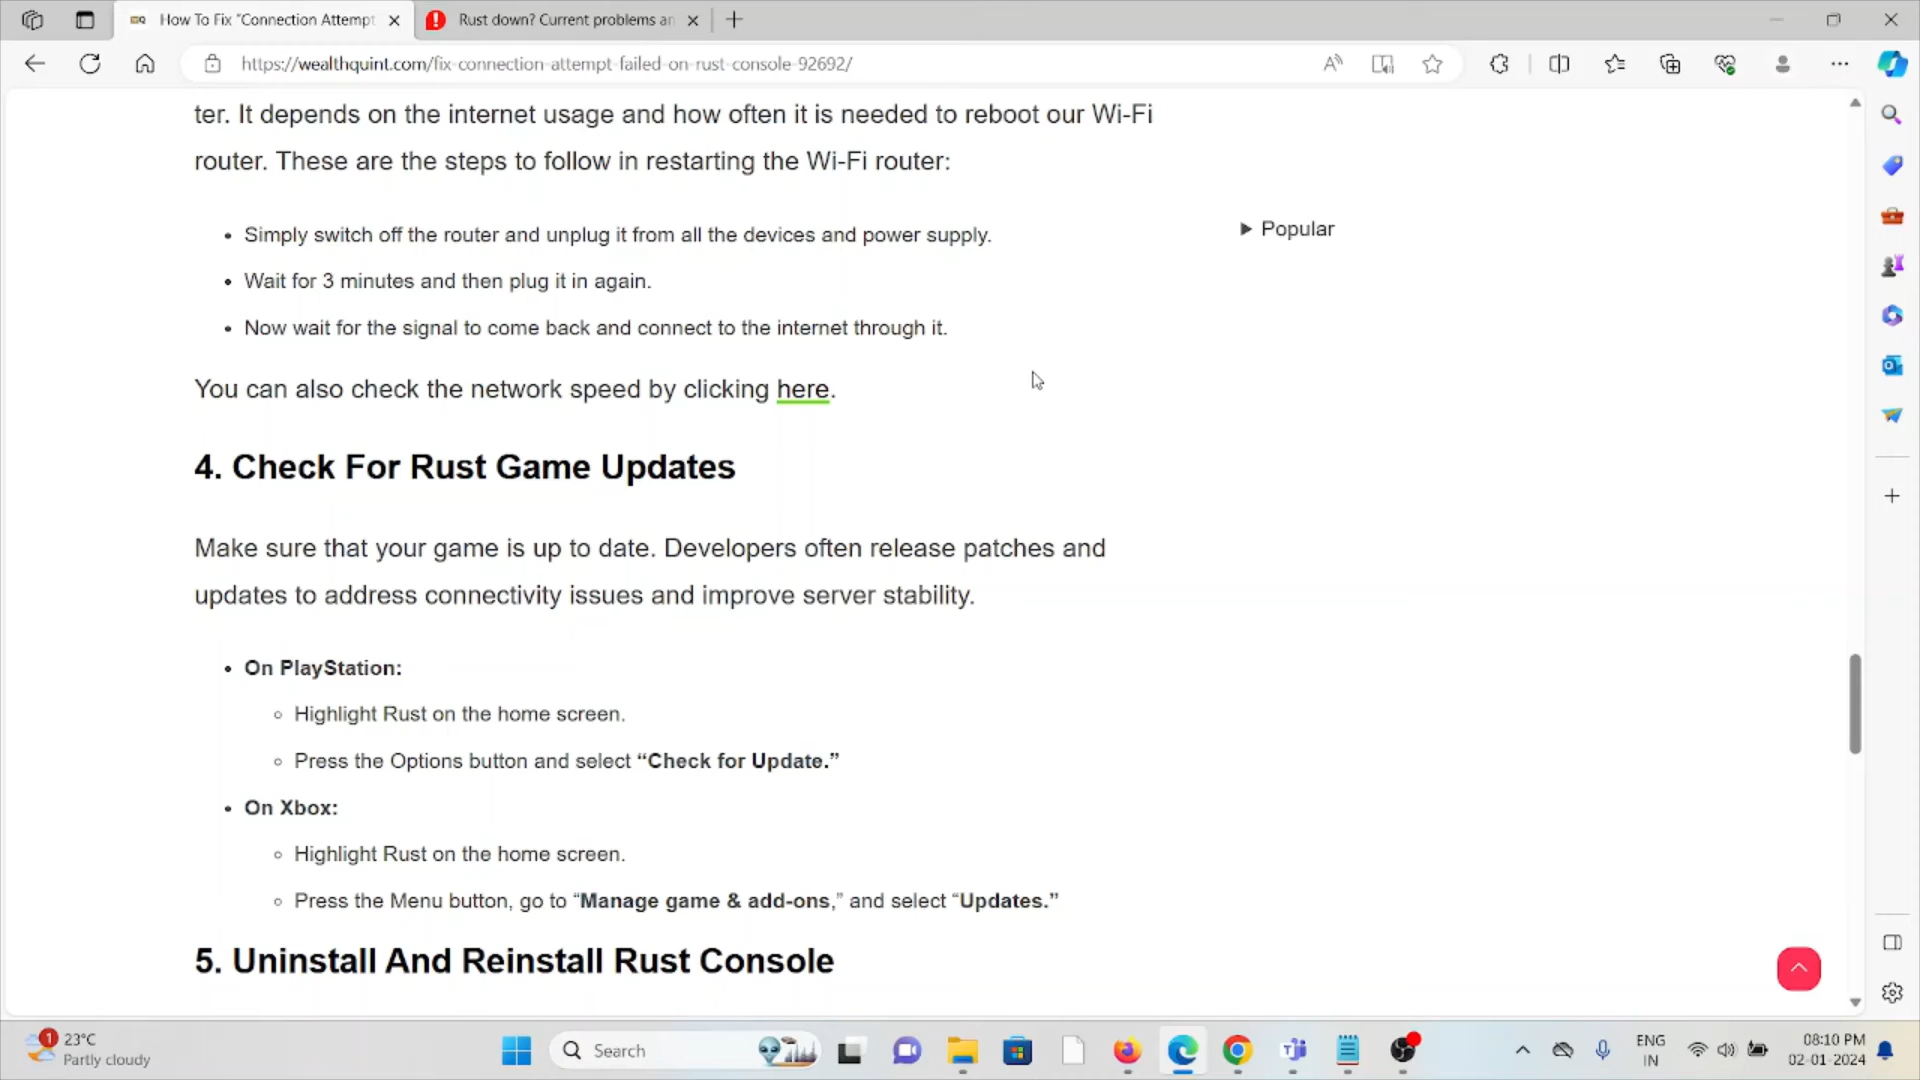 How To Fix "Connection Attempt
Rust down? Current problems an
https://wealthquint.com/fix-connection-attempt-failed-on-rust-console-92692/
ter. It depends on the internet usage and how often it is needed to reboot our Wi-Fi
router. These are the steps to follow in restarting the Wi-Fi router:
• Simply switch off the router and unplug it from all the devices and power supply.
• Wait for 3 minutes and then plug it in again.
• Now wait for the signal to come back and connect to the internet through it.
Popular
You can also check the network speed by clicking here.
4. Check For Rust Game Updates
Make sure that your game is up to date. Developers often release patches and
updates to address connectivity issues and improve server stability.
• On PlayStation:
◦ Highlight Rust on the home screen.
◦ Press the Options button and select “Check for Update.”
• On Xbox:
◦ Highlight Rust on the home screen.
◦ Press the Menu button, go to “Manage game & add-ons,” and select “Updates.”
5. Uninstall And Reinstall Rust Console
1
23°C
Partly cloudy
Search
ENG
IN
08:10 PM
02-01-2024